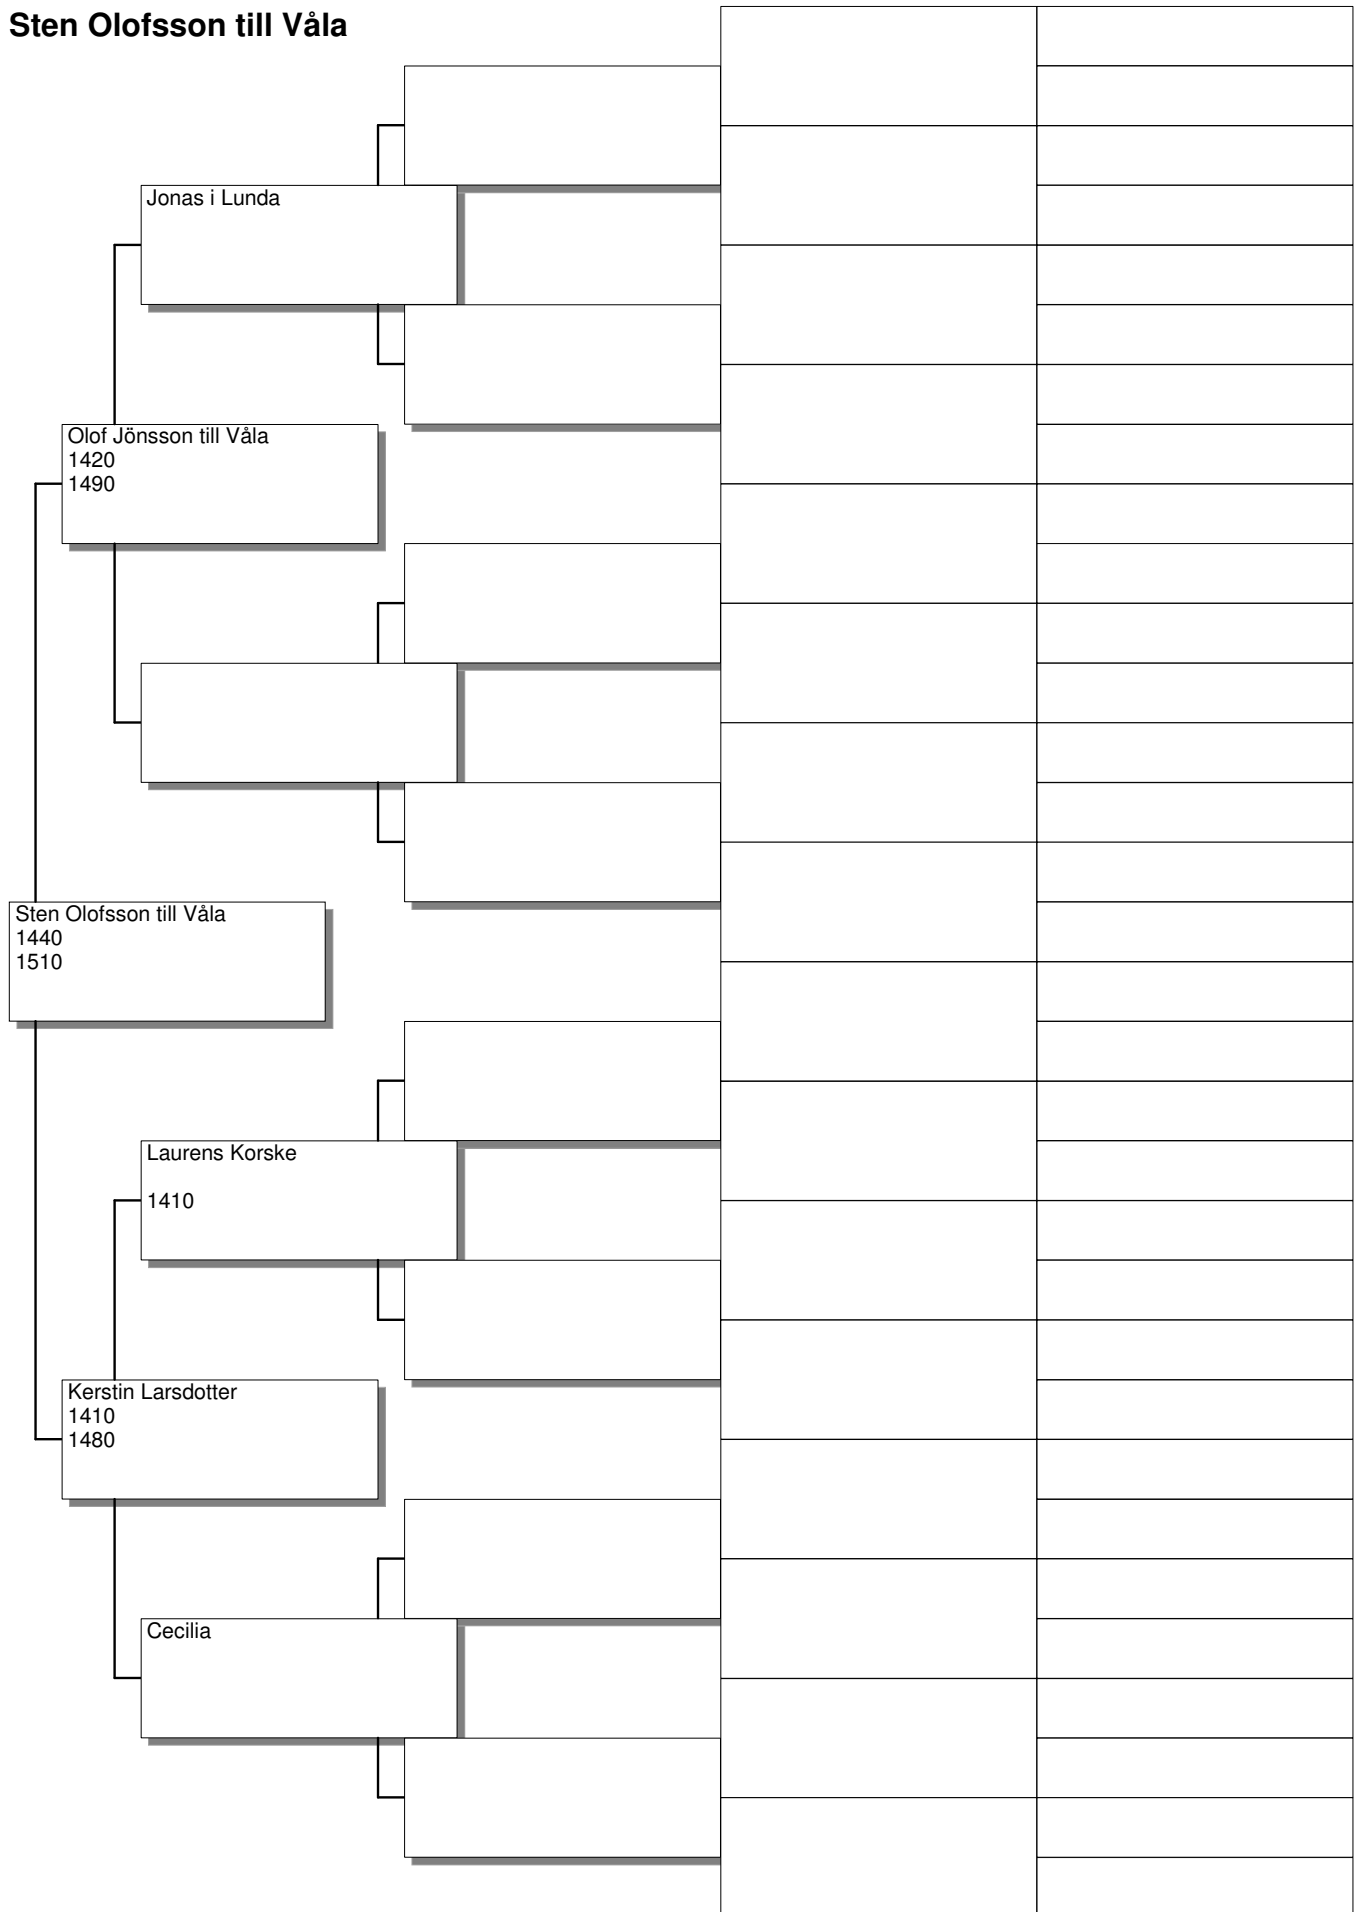 Sten Olofsson till Våla
Jonas i Lunda
Olof Jönsson till Våla
1420
1490
Sten Olofsson till Våla
1440
1510
Laurens Korske
1410
Kerstin Larsdotter
1410
1480
Cecilia